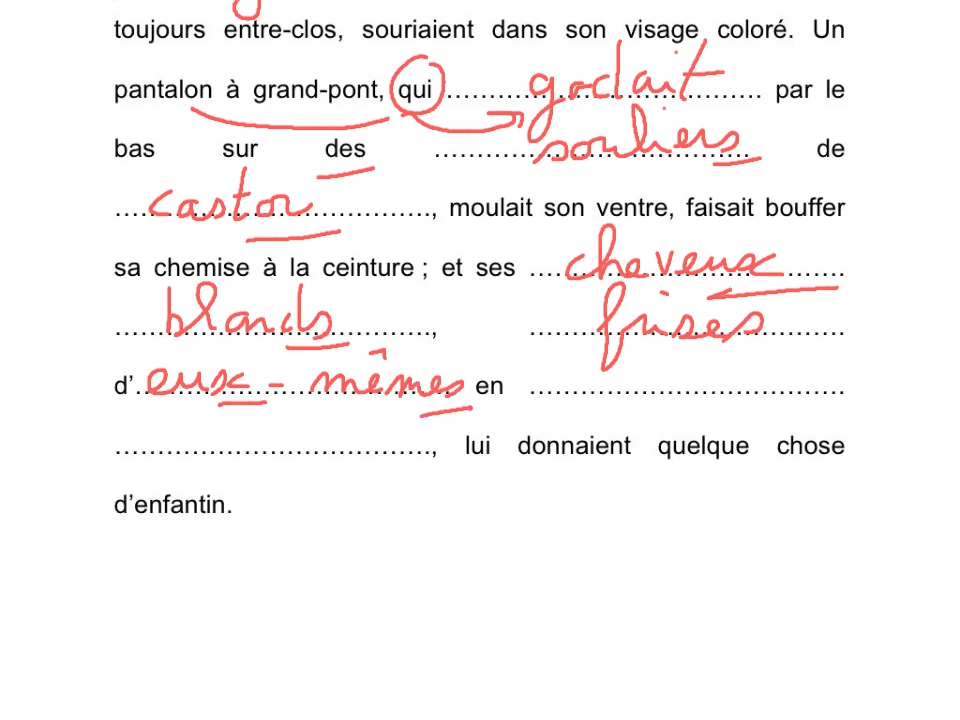 toujours entre-clos, souriaient dans son visage coloré. Un
pantalon à grand-pont, qui ……… godait ……… par le
bas sur des ……… souliers ……… de
……… castor ………, moulait son ventre, faisait bouffer
sa chemise à la ceinture ; et ses ……… cheveux ………
……… blonds ………, ……… frisés ………
d’……… eux-mêmes ……… en ………………………………
………………………………, lui donnaient quelque chose
d’enfantin.